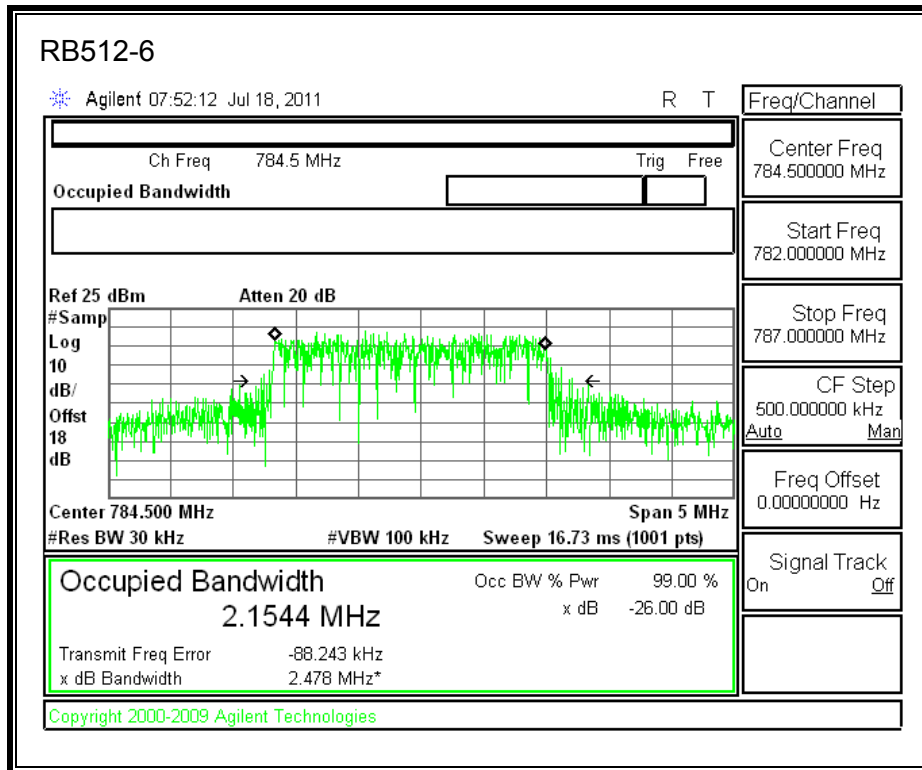 RB512-6
Agilent 07:52:12 Jul 18, 2011
R T
Freq/Channel
Ch Freq 784.5 MHz
Trig Free
Occupied Bandwidth
Center Freq
784.500000 MHz
Start Freq
782.000000 MHz
Stop Freq
787.000000 MHz
CF Step
500.000000 kHz
Auto Man
Freq Offset
0.00000000 Hz
Signal Track
On Off
Ref 25 dBm
Atten 20 dB
#Samp
Log
10
dB/
Offst
18
dB
Center 784.500 MHz
Span 5 MHz
#Res BW 30 kHz
#VBW 100 kHz
Sweep 16.73 ms (1001 pts)
Occupied Bandwidth
2.1544 MHz
Occ BW % Pwr 99.00 %
x dB -26.00 dB
Transmit Freq Error -88.243 kHz
x dB Bandwidth 2.478 MHz*
Copyright 2000-2009 Agilent Technologies